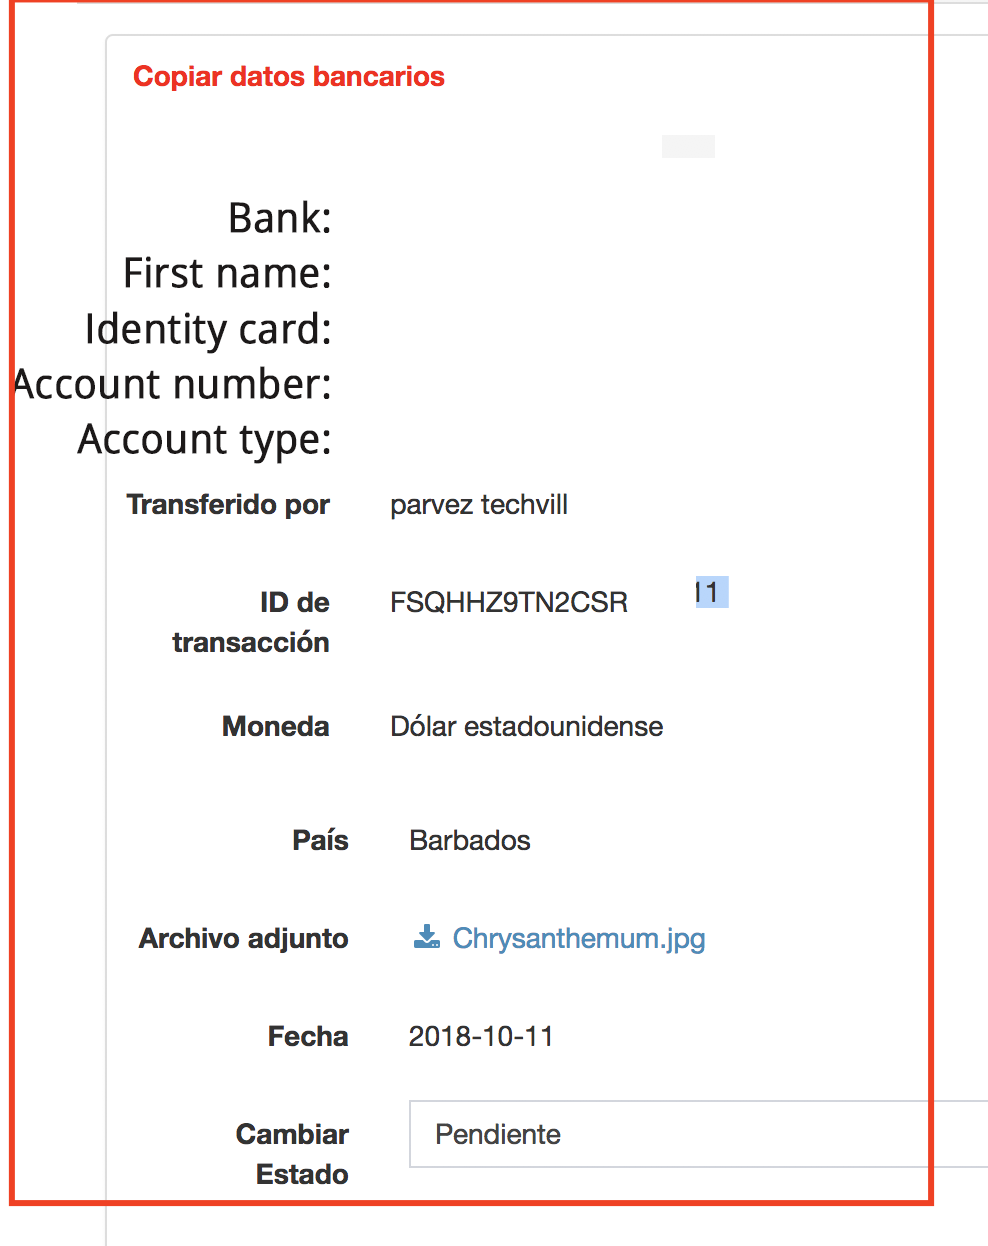 Copiar datos bancarios
Bank:
First name:
Identity card:
Account number:
Account type:
Transferido por parvez techvill
ID de transacción FSQHHZ9TN2CSR 11
Moneda Dólar estadounidense
País Barbados
Archivo adjunto Chrysanthemum.jpg
Fecha 2018-10-11
Cambiar Estado Pendiente